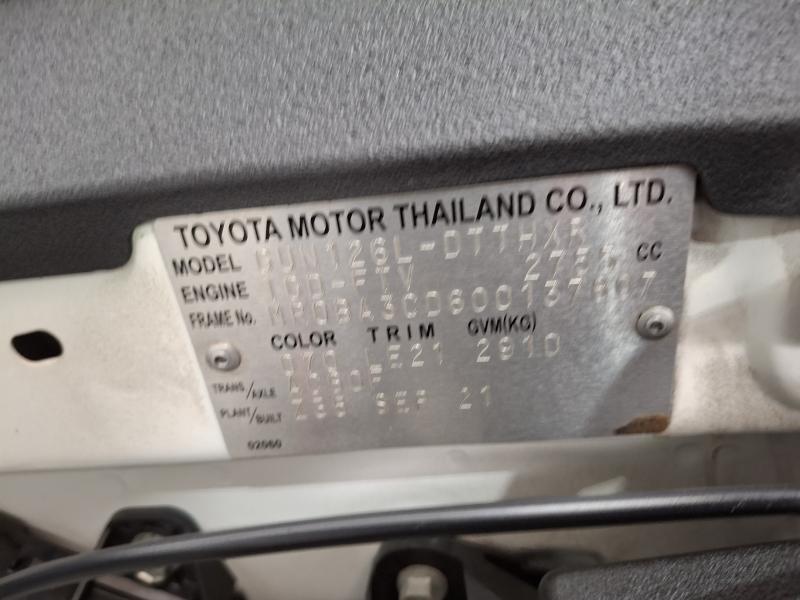 TOYOTA MOTOR THAILAND CO., LTD.
MODEL GUN126L-DTTHXR
ENGINE 1GD-FTV 2755 CC
FRAME No.
COLOR TRIM GVM(KG)
070 LE21 2910
TRANS/AXLE
PLANT/BUILT Z35 SEP 21
02060